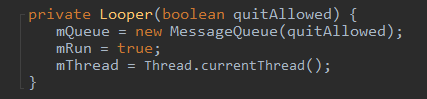 private Looper(boolean quitAllowed) {
    mQueue = new MessageQueue(quitAllowed);
    mRun = true;
    mThread = Thread.currentThread();
}